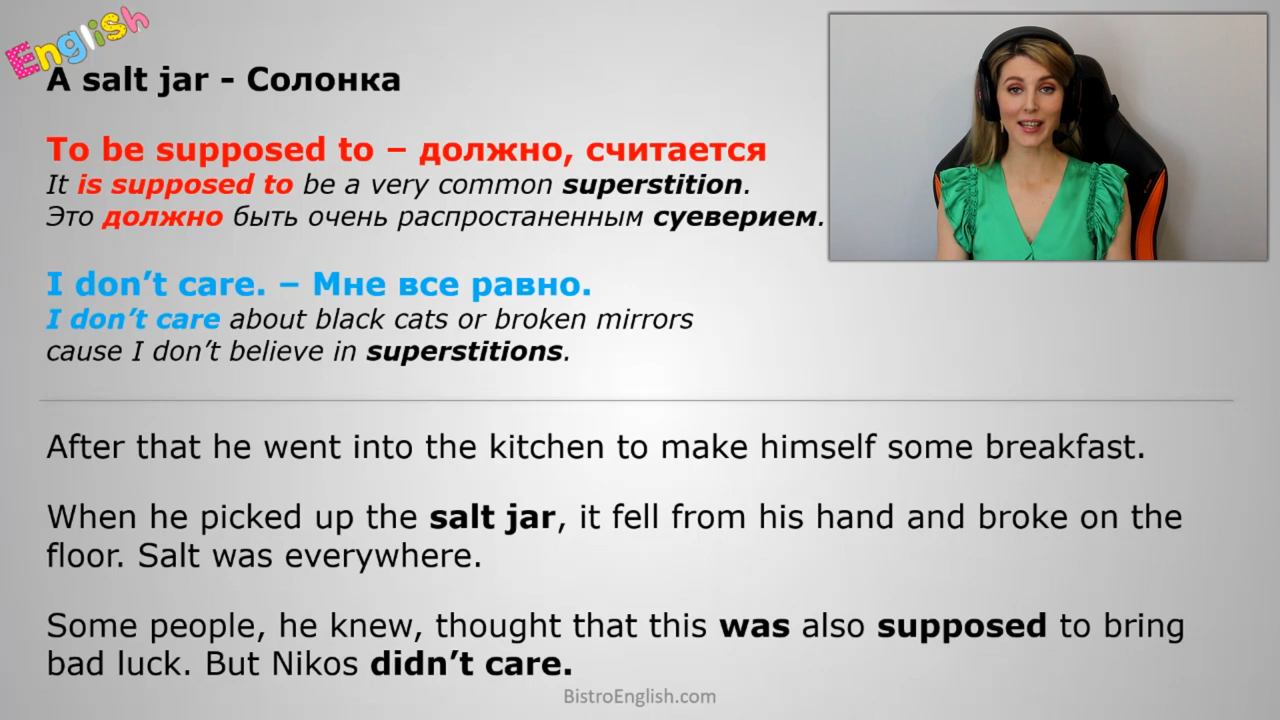 English
A salt jar - Солонка
To be supposed to – должно, считается
It is supposed to be a very common superstition.
Это должно быть очень распростаненным суеверием.
I don’t care. – Мне все равно.
I don’t care about black cats or broken mirrors
cause I don’t believe in superstitions.
After that he went into the kitchen to make himself some breakfast.
When he picked up the salt jar, it fell from his hand and broke on the
floor. Salt was everywhere.
Some people, he knew, thought that this was also supposed to bring
bad luck. But Nikos didn’t care.
BistroEnglish.com